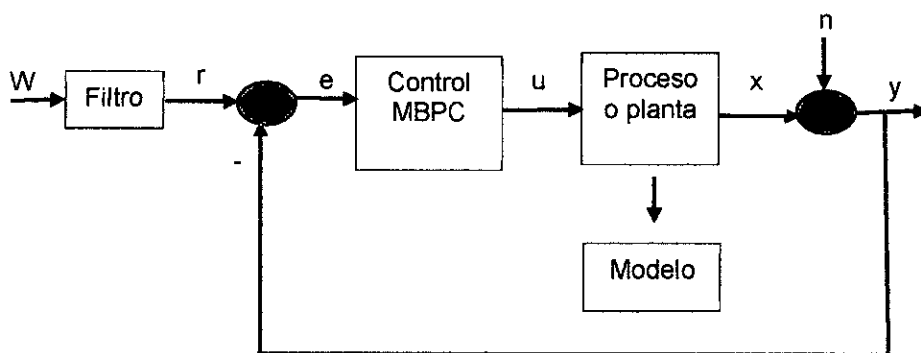 n
W
Filtro
r
e
Control
MBPC
u
Proceso
o planta
x
y
-
Modelo